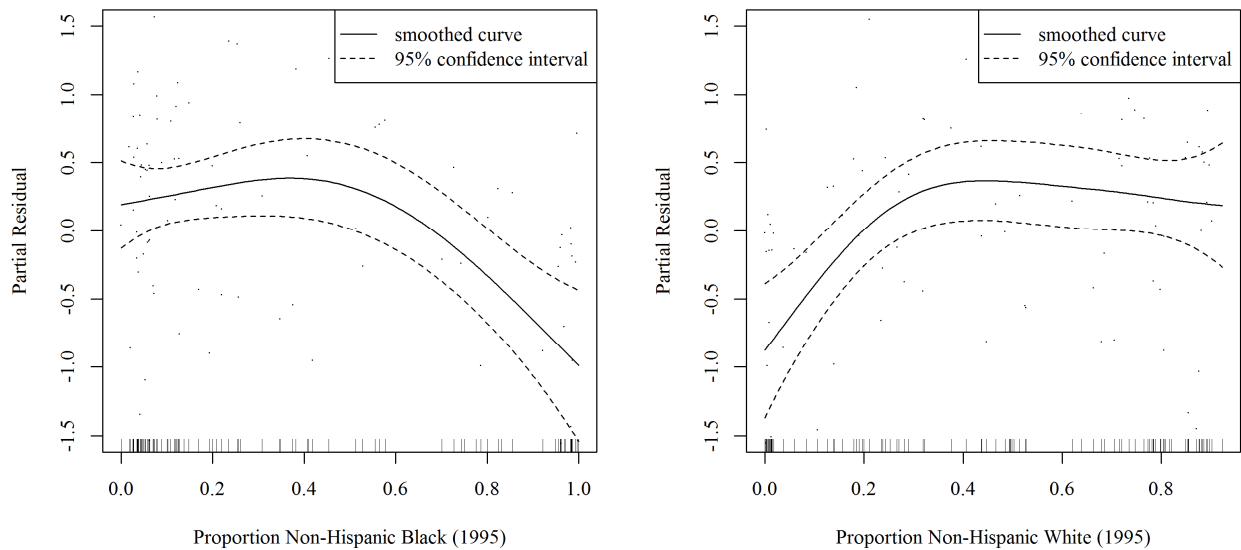 smoothed curve
95% confidence interval
Partial Residual
1.5
1.0
0.5
0.0
-0.5
-1.0
-1.5
0.0 0.2 0.4 0.6 0.8 1.0
Proportion Non-Hispanic Black (1995)
smoothed curve
95% confidence interval
Partial Residual
1.5
1.0
0.5
0.0
-0.5
-1.0
-1.5
0.0 0.2 0.4 0.6 0.8
Proportion Non-Hispanic White (1995)